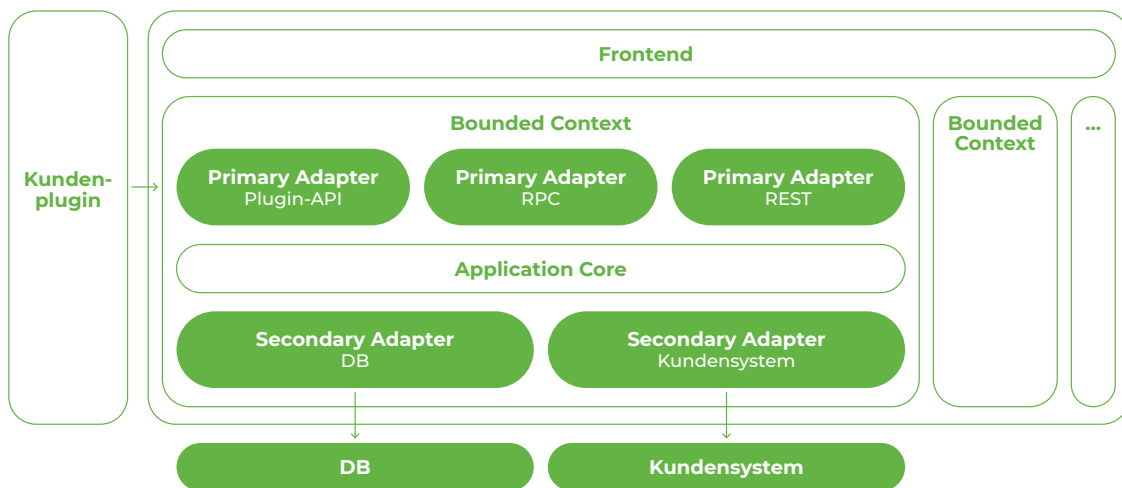 Frontend
Kunden-
plugin
Bounded Context
Primary Adapter
Plugin-API
Primary Adapter
RPC
Primary Adapter
REST
Application Core
Secondary Adapter
DB
Secondary Adapter
Kundensystem
Bounded
Context
...
DB
Kundensystem